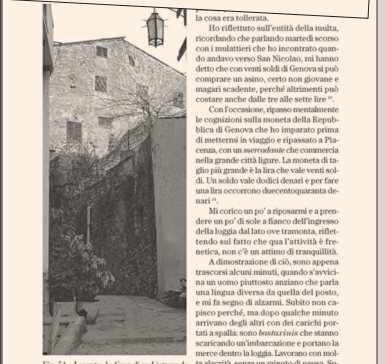 la cosa era tollerata.
Ho riflettuto sull'entità della multa,
ricordando che parlando martedì scorso
con i mulattieri che ho incontrato quan-
do andavo verso San Nicolao, mi hanno
detto che con venti soldi di Genova si può
comprare un asino, certo non giovane e
magari scadente, perché altrimenti può
costare anche dalle tre alle sette lire
Con l'occasione, ripasso mentalmente
le cognizioni sulla moneta della Repub-
blica di Genova che ho imparato prima
di mettermi in viaggio e ripassato a Pia-
cenza, con un mercadante che commercia
nella grande città ligure. La moneta di ta-
glio più grande è la lira che vale venti sol-
di. Un soldo vale dodici denari e per fare
una lira occorrono duecentoquaranta de-
nari
Mi corico un po' a riposarmi e a pren-
dere un po' di sole a fianco dell'ingresso
della loggia dal lato ove tramonta, riflet-
tendo sul fatto che qua l'attività è fre-
netica, non c'è un attimo di tranquillità.
A dimostrazione di ciò, sono appena
trascorsi alcuni minuti, quando s'avvici-
na un uomo piuttosto anziano che parla
una lingua diversa da quella del posto,
e mi fa segno di alzarmi. Subito non ca-
pisco perché, ma dopo qualche minuto
arrivano degli altri con dei carichi por-
tati a spalla: sono bastaxinis che stanno
scaricando un'imbarcazione e portano la
merce dentro la loggia. Lavorano con mol-
ta alacrità, senza un minuto di pausa. Su-